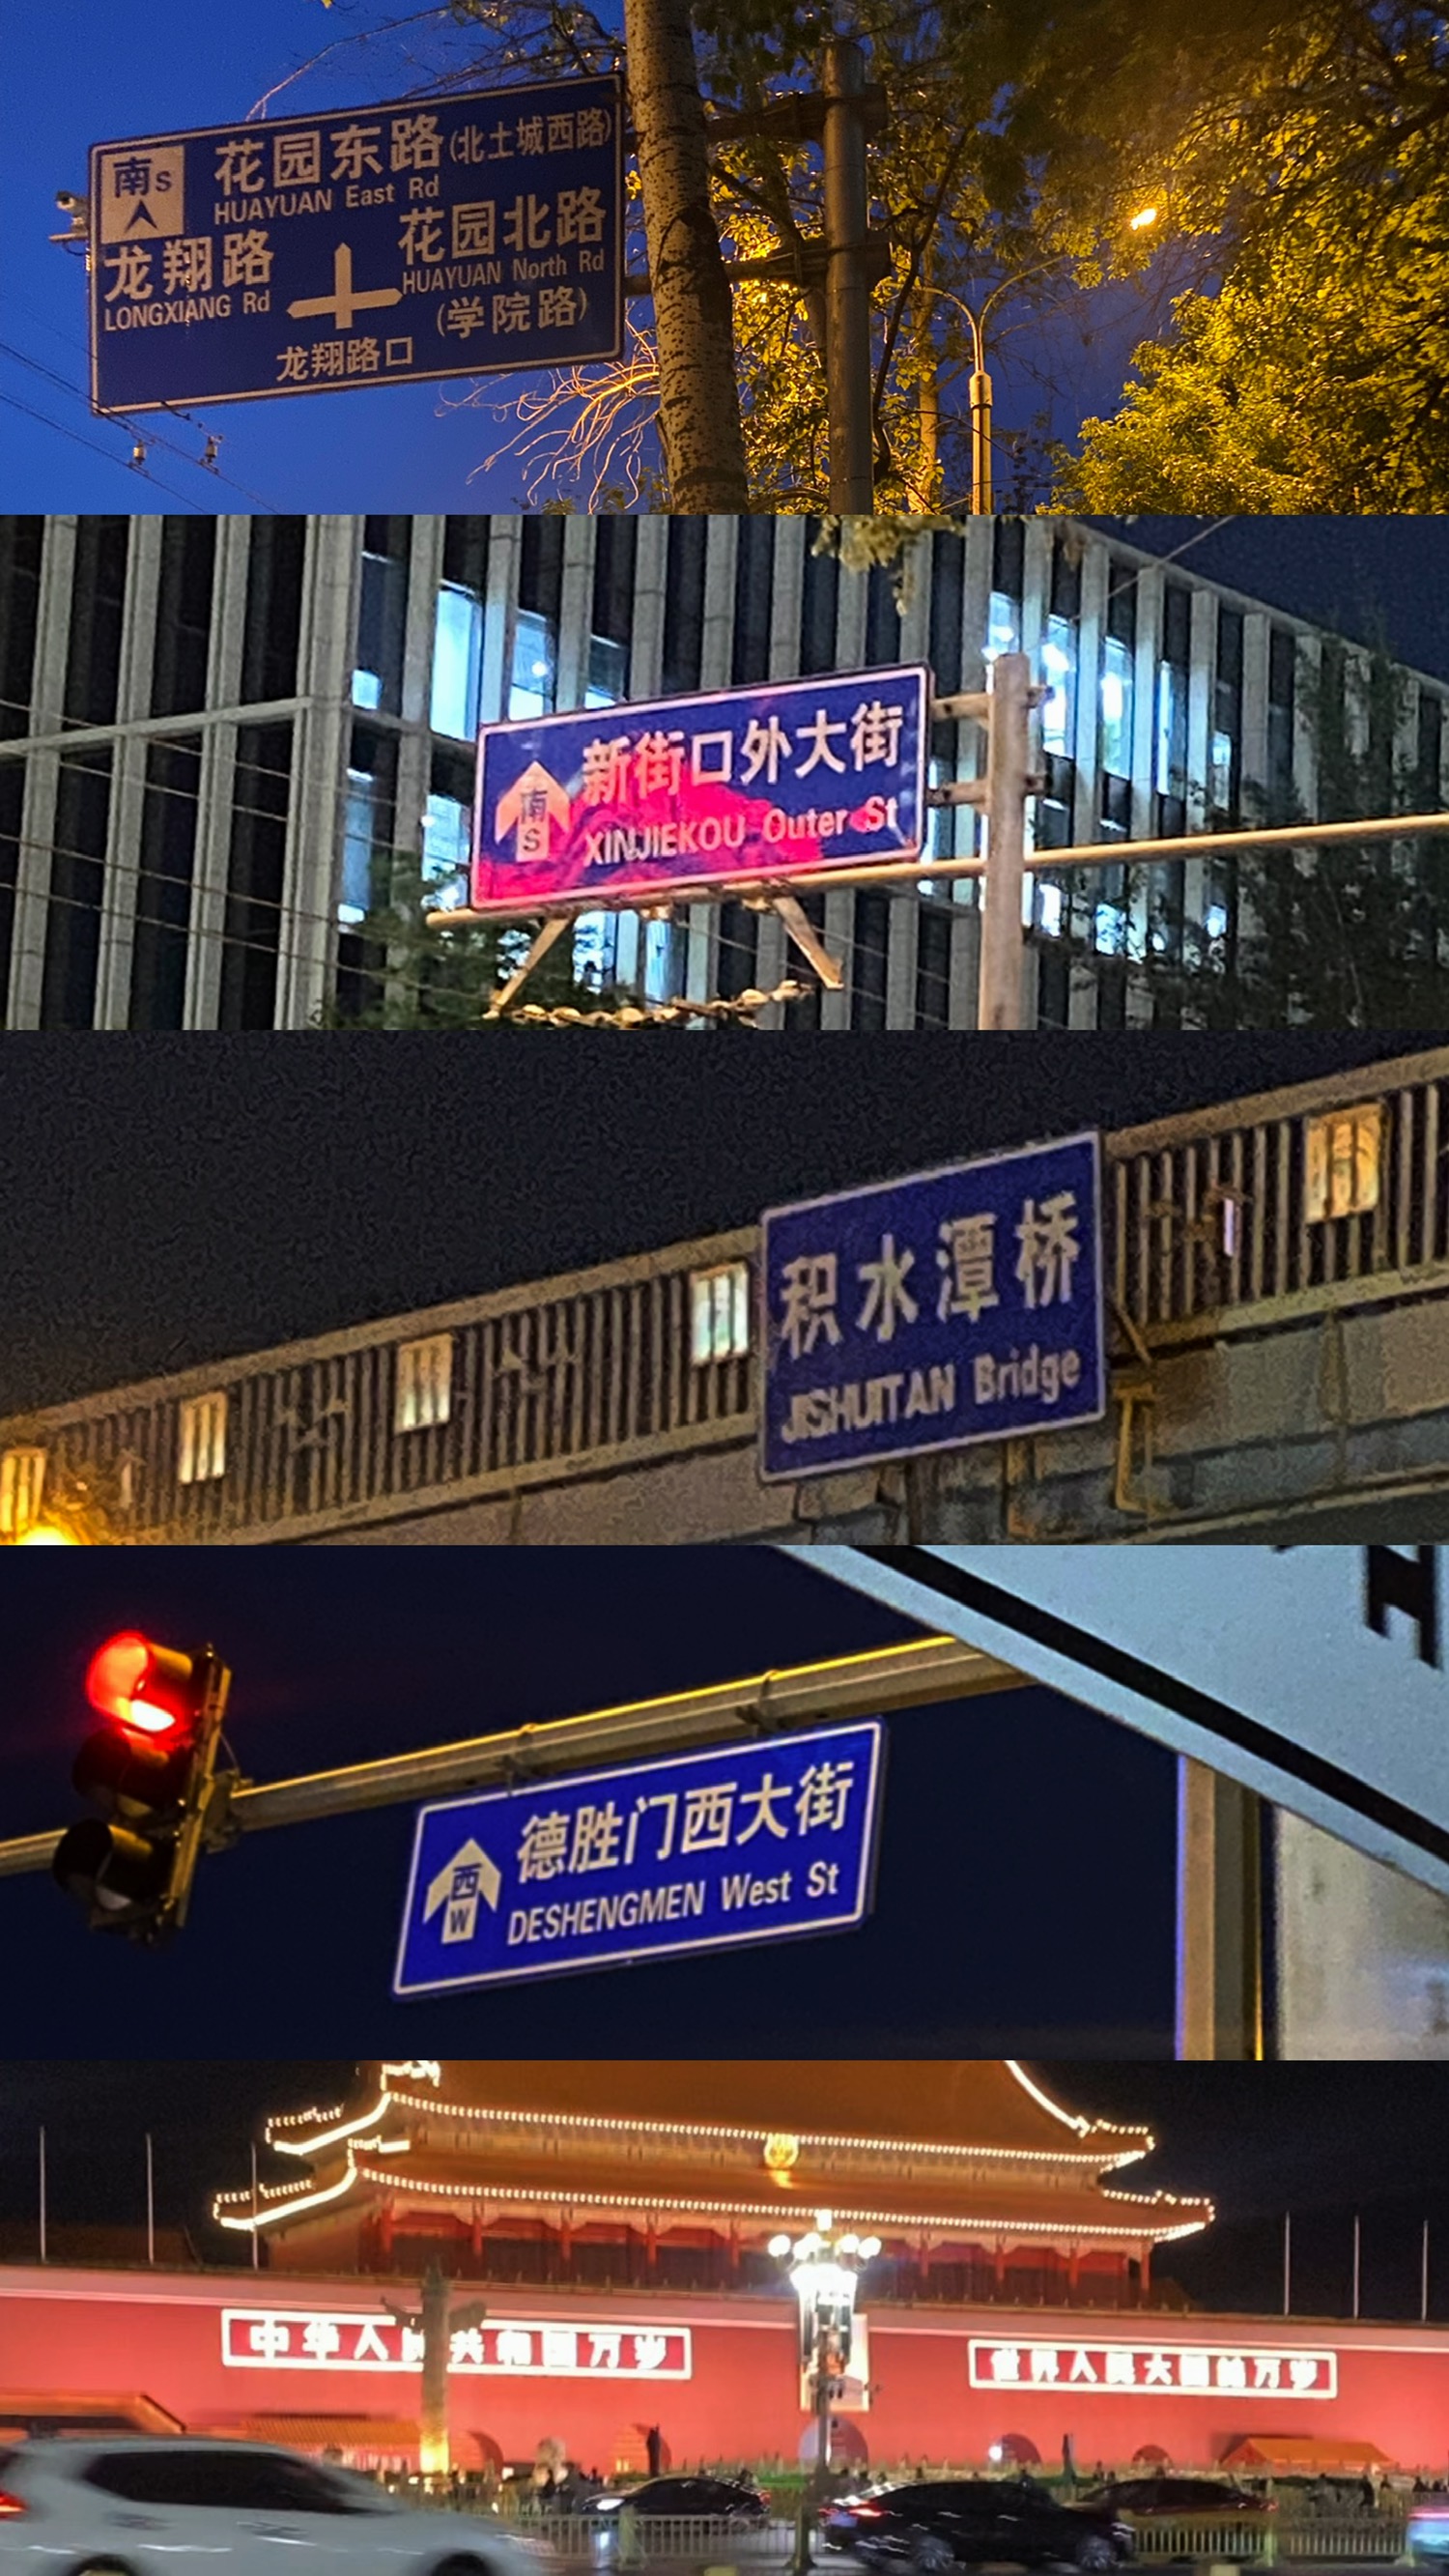 南S
花园东路(北土城西路)
HUAYUAN East Rd
龙翔路
LONGXIANG Rd
花园北路
HUAYUAN North Rd
(学院路)
龙翔路口
南
S
新街口外大街
XINJIEKOU Outer St
积水潭桥
JISHUITAN Bridge
H
西
W
德胜门西大街
DESHENGMEN West St
中华人民共和国万岁
世界人民大团结万岁